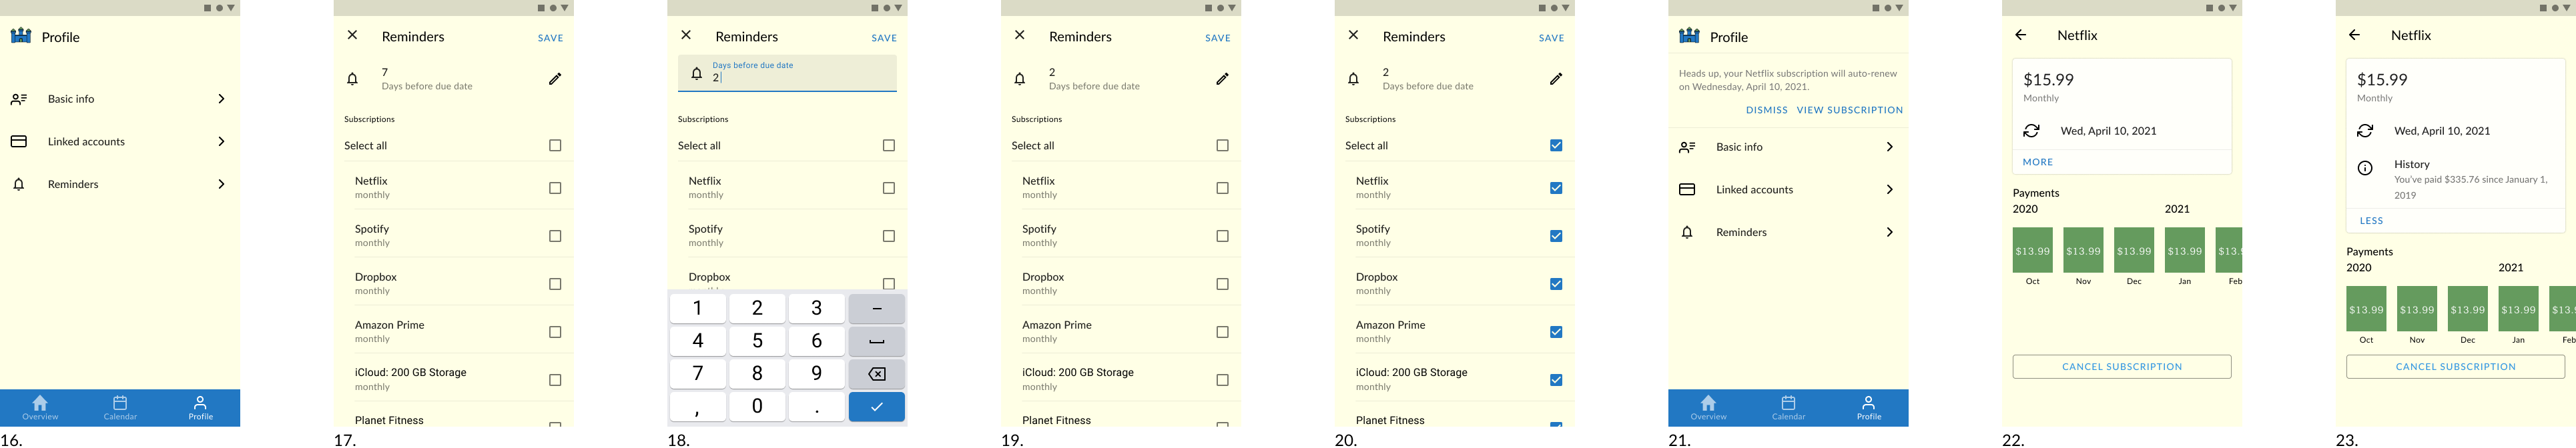 Profile
Basic info
Linked accounts
Reminders
Overview
Calendar
Profile
16.
Reminders
SAVE
7
Days before due date
Subscriptions
Select all
Netflix
monthly
Spotify
monthly
Dropbox
monthly
Amazon Prime
monthly
iCloud: 200 GB Storage
monthly
Planet Fitness
17.
Reminders
SAVE
Days before due date
2
Subscriptions
Select all
Netflix
monthly
Spotify
monthly
Dropbox
1 2 3 –
4 5 6
7 8 9
, 0 .
18.
Reminders
SAVE
2
Days before due date
Subscriptions
Select all
Netflix
monthly
Spotify
monthly
Dropbox
monthly
Amazon Prime
monthly
iCloud: 200 GB Storage
monthly
Planet Fitness
19.
Reminders
SAVE
2
Days before due date
Subscriptions
Select all
Netflix
monthly
Spotify
monthly
Dropbox
monthly
Amazon Prime
monthly
iCloud: 200 GB Storage
monthly
Planet Fitness
20.
Profile
Heads up, your Netflix subscription will auto-renew
on Wednesday, April 10, 2021.
DISMISS VIEW SUBSCRIPTION
Basic info
Linked accounts
Reminders
Overview
Calendar
Profile
21.
Netflix
$15.99
Monthly
Wed, April 10, 2021
MORE
Payments
2020 2021
$13.99 $13.99 $13.99 $13.99 $13.
Oct Nov Dec Jan Feb
CANCEL SUBSCRIPTION
22.
Netflix
$15.99
Monthly
Wed, April 10, 2021
History
You've paid $335.76 since January 1,
2019
LESS
Payments
2020 2021
$13.99 $13.99 $13.99 $13.99 $13.
Oct Nov Dec Jan Feb
CANCEL SUBSCRIPTION
23.